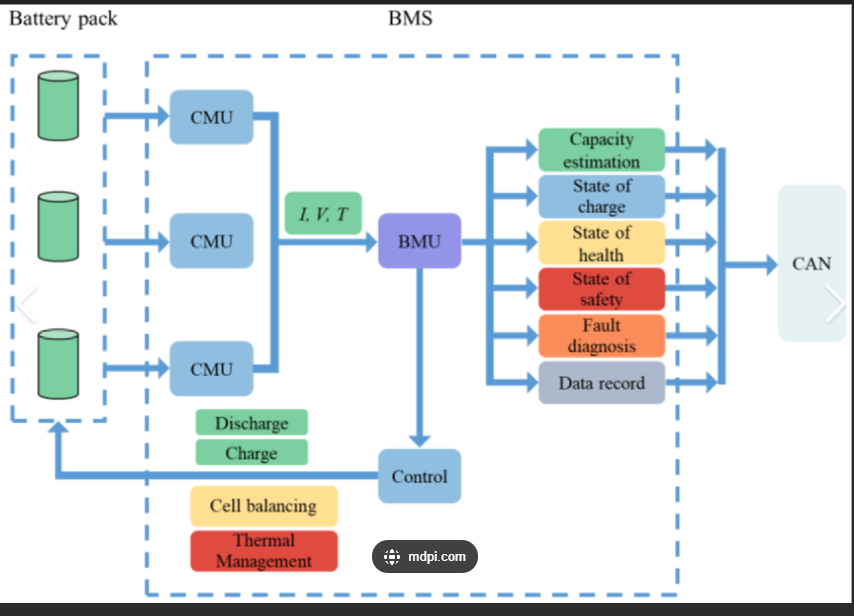 Battery pack
BMS
CMU
CMU
CMU
I, V, T
BMU
Capacity
estimation
State of
charge
State of
health
State of
safety
Fault
diagnosis
Data record
CAN
Discharge
Charge
Control
Cell balancing
Thermal
Management
mdpi.com